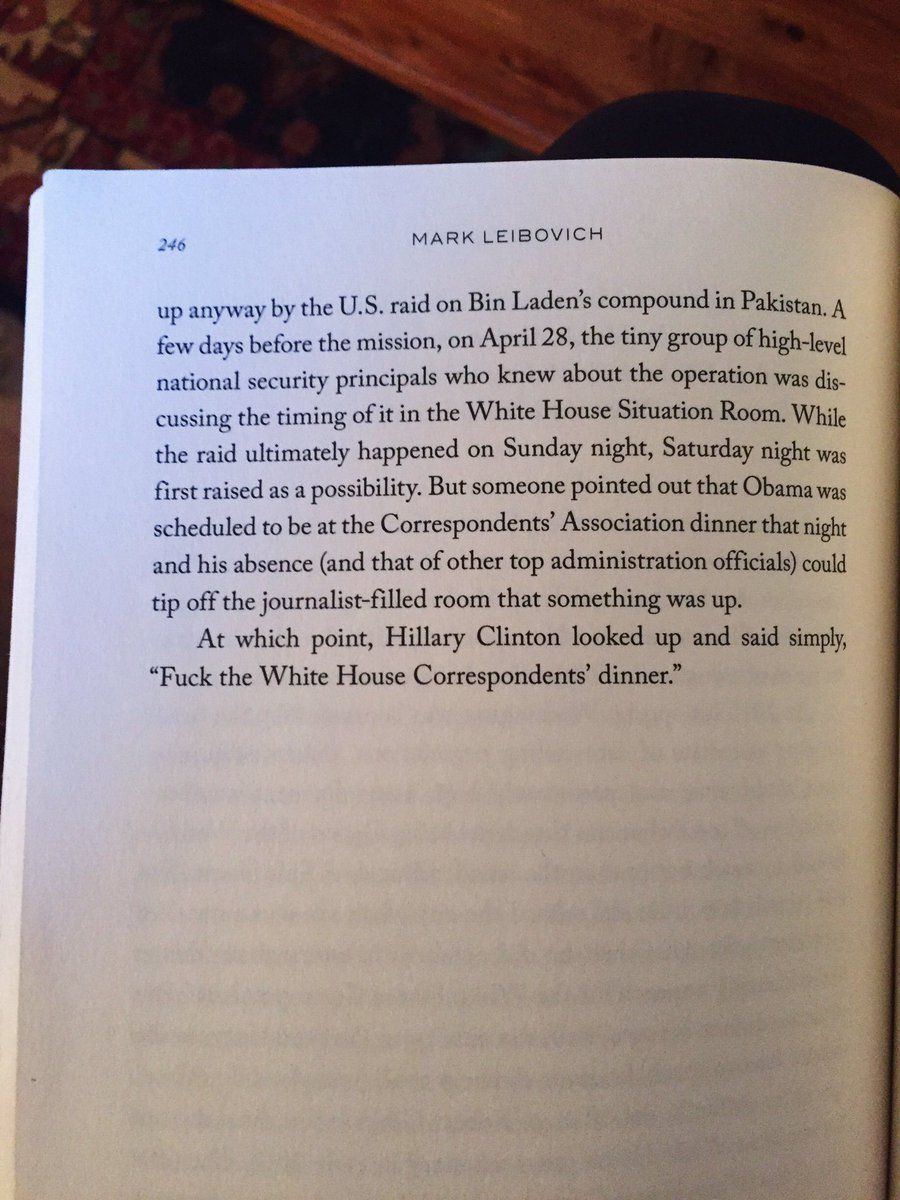 246
MARK LEIBOVICH
up anyway by the U.S. raid on Bin Laden’s compound in Pakistan. A
few days before the mission, on April 28, the tiny group of high-level
national security principals who knew about the operation was dis-
cussing the timing of it in the White House Situation Room. While
the raid ultimately happened on Sunday night, Saturday night was
first raised as a possibility. But someone pointed out that Obama was
scheduled to be at the Correspondents’ Association dinner that night
and his absence (and that of other top administration officials) could
tip off the journalist-filled room that something was up.
At which point, Hillary Clinton looked up and said simply,
“Fuck the White House Correspondents’ dinner.”